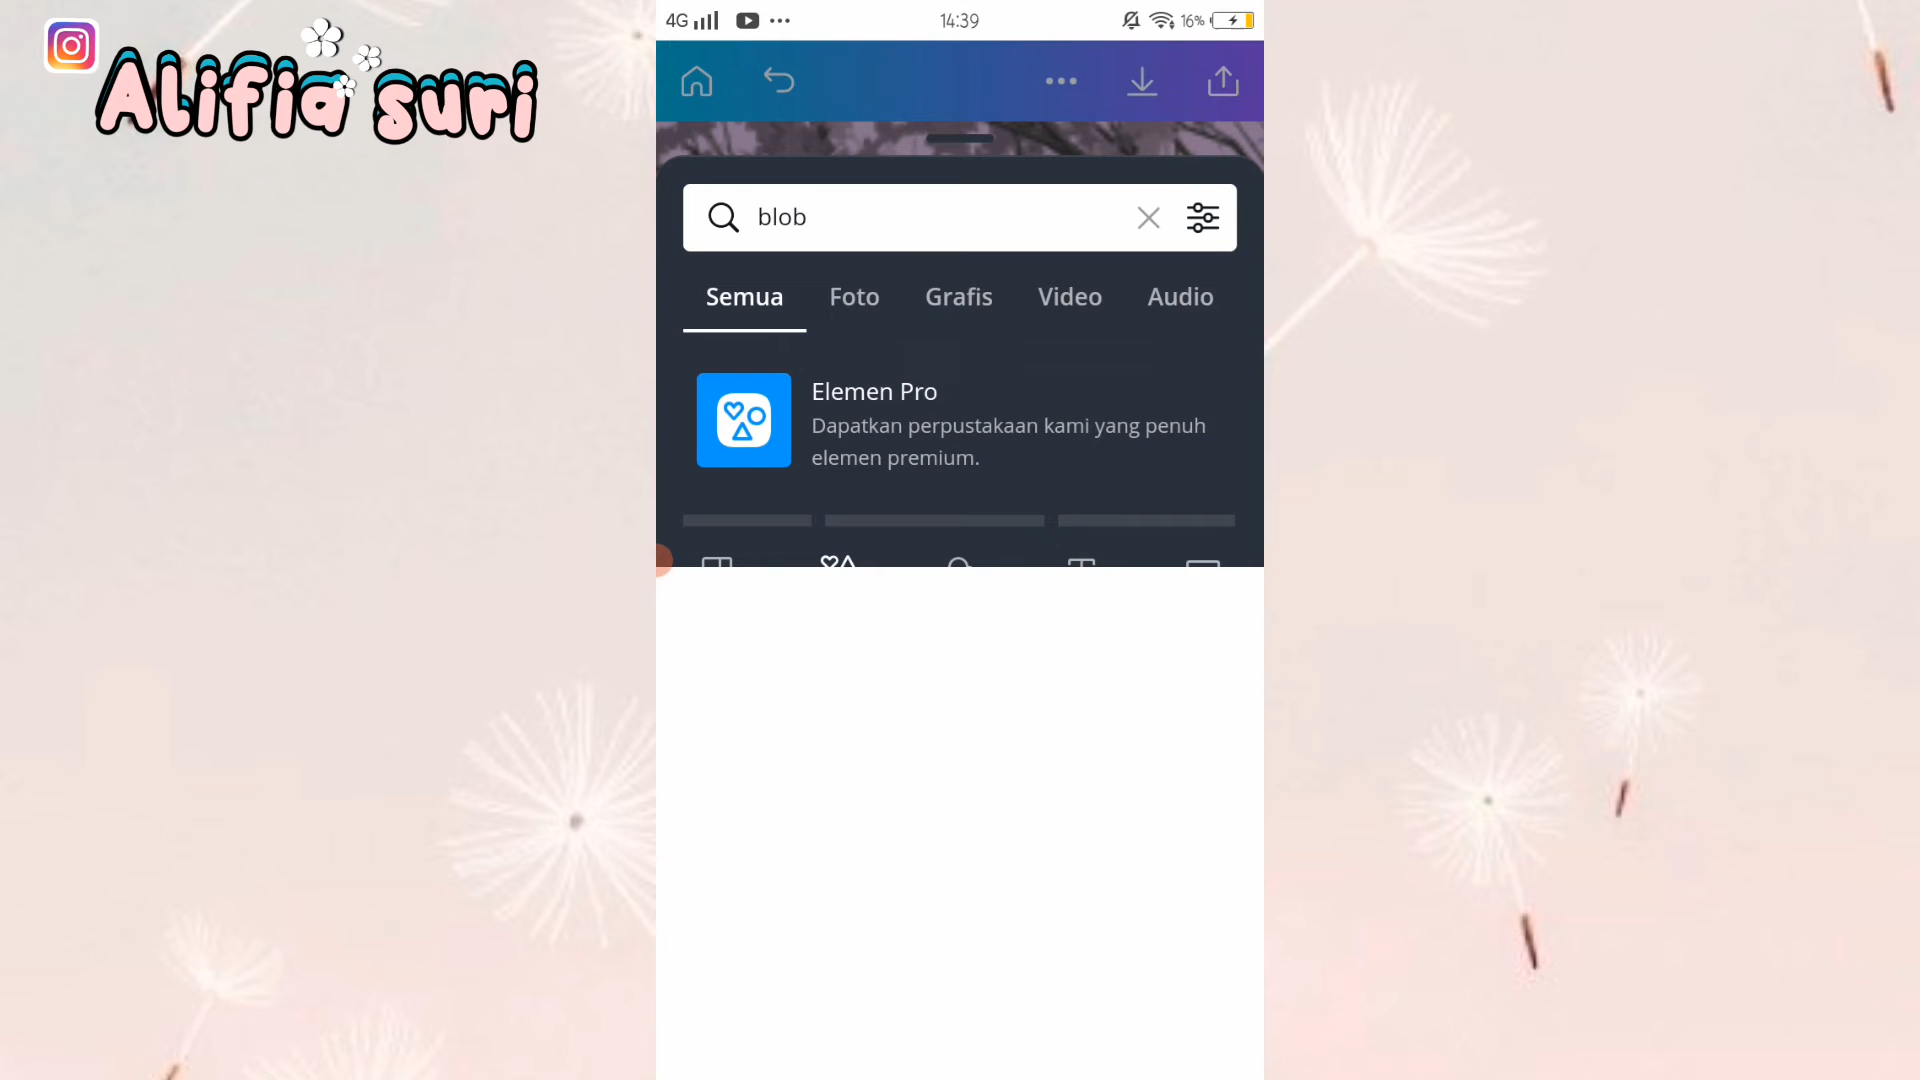 Alifia suri
4G 14:39 16%
blob
Semua Foto Grafis Video Audio
Elemen Pro
Dapatkan perpustakaan kami yang penuh
elemen premium.